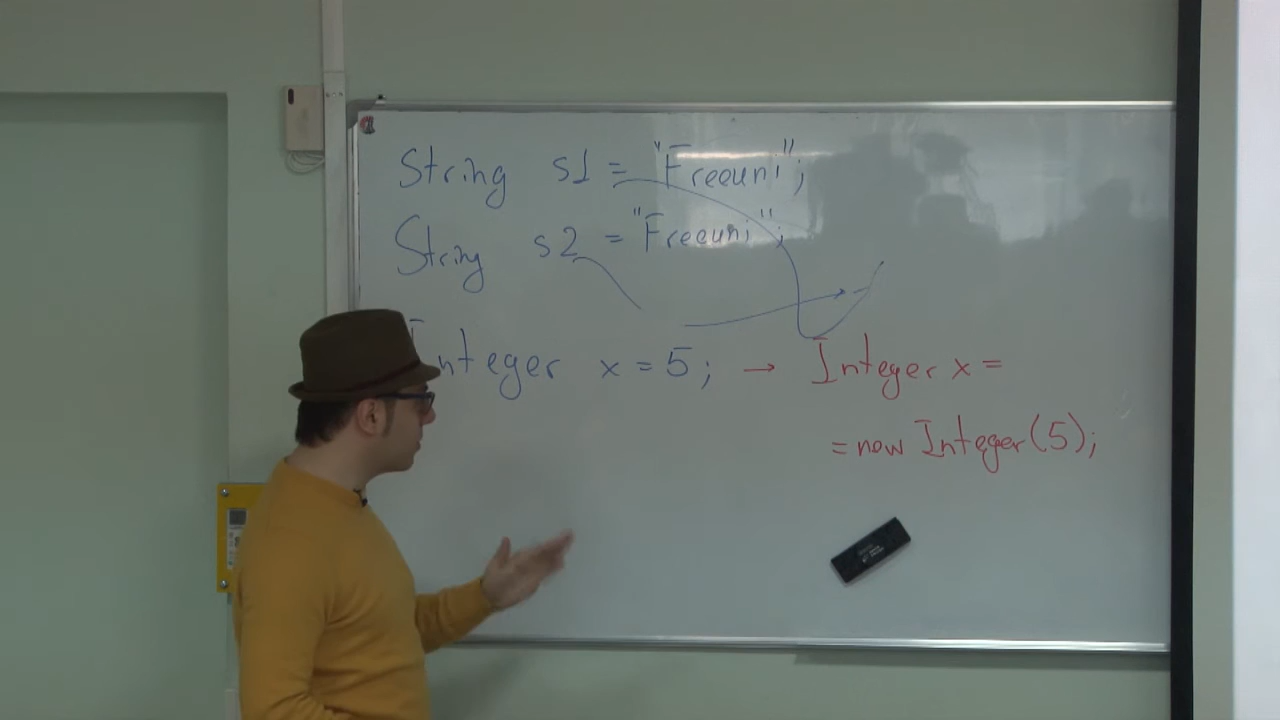 String s1 = "Freeuni";
String s2 = "Freeuni";
Integer x = 5; → Integer x =
= new Integer(5);